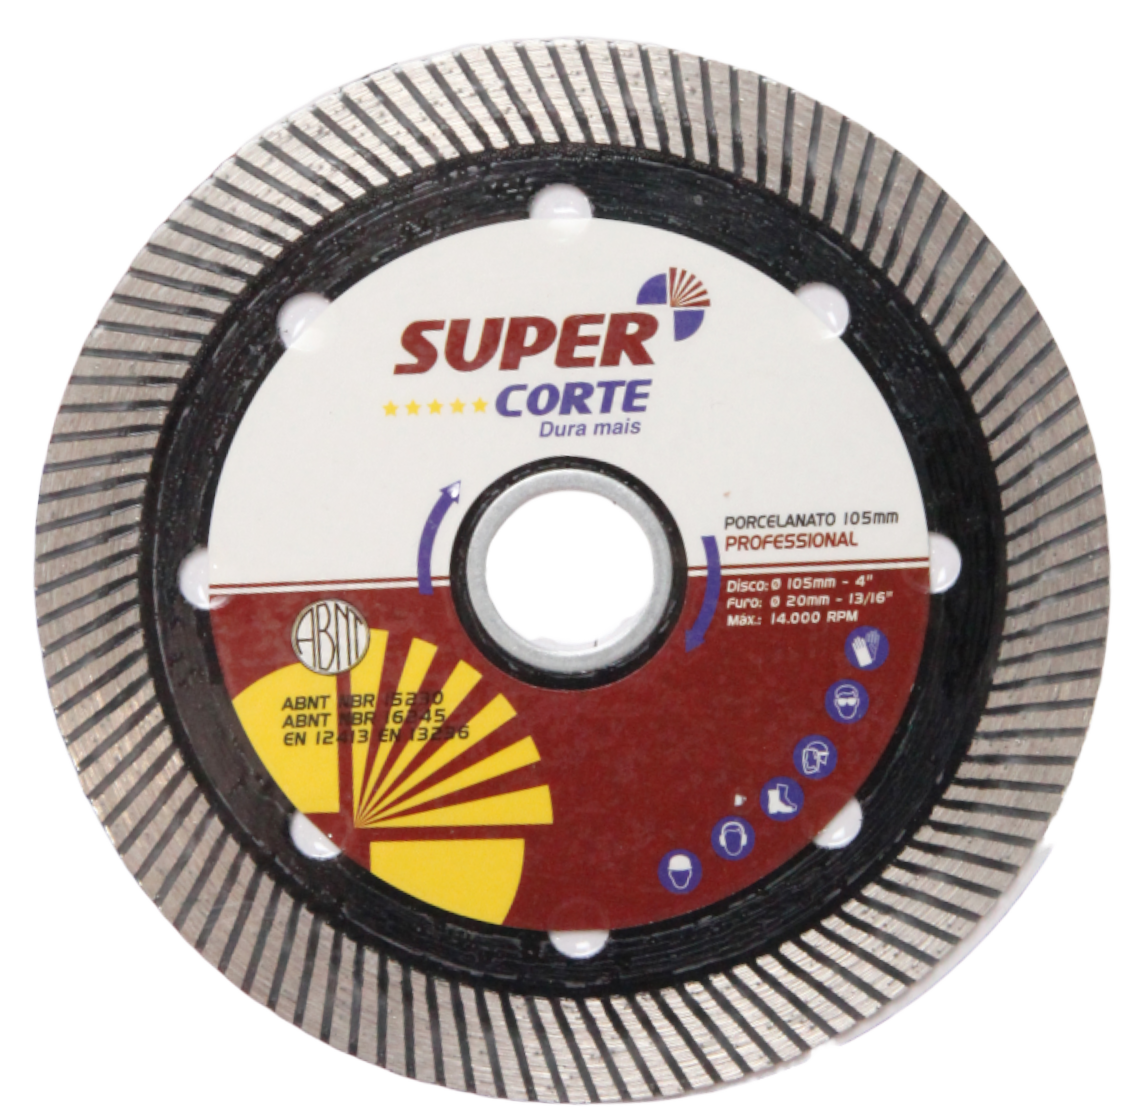 SUPER
CORTE
Dura mais
PORCELANATO 105mm
PROFESSIONAL
Disco: Ø 105mm - 4"
Furo: Ø 20mm - 13/16"
Máx.: 14.000 RPM
ABNT
ABNT NBR 15230
ABNT NBR 16245
EN 12413 EN 13236